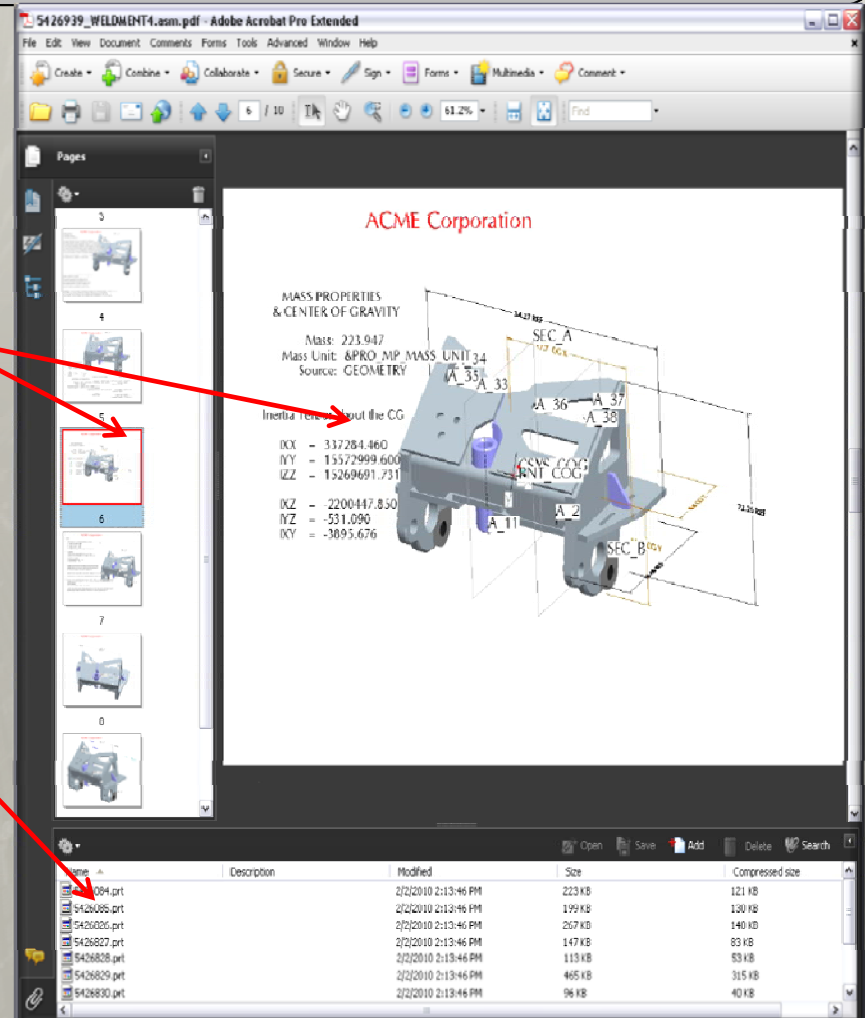 5426939_WELDMENT4.asm.pdf - Adobe Acrobat Pro Extended
File Edit View Document Comments Forms Tools Advanced Window Help
Create Combine Collaborate Secure Sign Forms Multimedia Comment
6 / 10 61.2% Find
Pages
3
4
5
6
7
8
ACME Corporation
MASS PROPERTIES
& CENTER OF GRAVITY
Mass: 223.947
Mass Unit: &PRO_MP_MASS_UNIT
Source: GEOMETRY
Inertia about the CG
IXX = 337284.460
IYY = 15572999.600
IZZ = 15269691.731
IXZ = -2200447.850
IYZ = -531.090
IXY = -3895.676
SEC_A
34
A_35
A_33
A_36
A_37
A_38
CSYS_COG
PNT_COG
A_11
A_2
SEC_B
Open Save Add Delete Search
Name Description Modified Size Compressed size
084.prt 2/2/2010 2:13:46 PM 223 KB 121 KB
5426085.prt 2/2/2010 2:13:46 PM 199 KB 130 KB
5426826.prt 2/2/2010 2:13:46 PM 267 KB 140 KB
5426827.prt 2/2/2010 2:13:46 PM 147 KB 83 KB
5426828.prt 2/2/2010 2:13:46 PM 113 KB 53 KB
5426829.prt 2/2/2010 2:13:46 PM 465 KB 315 KB
5426830.prt 2/2/2010 2:13:46 PM 96 KB 40 KB